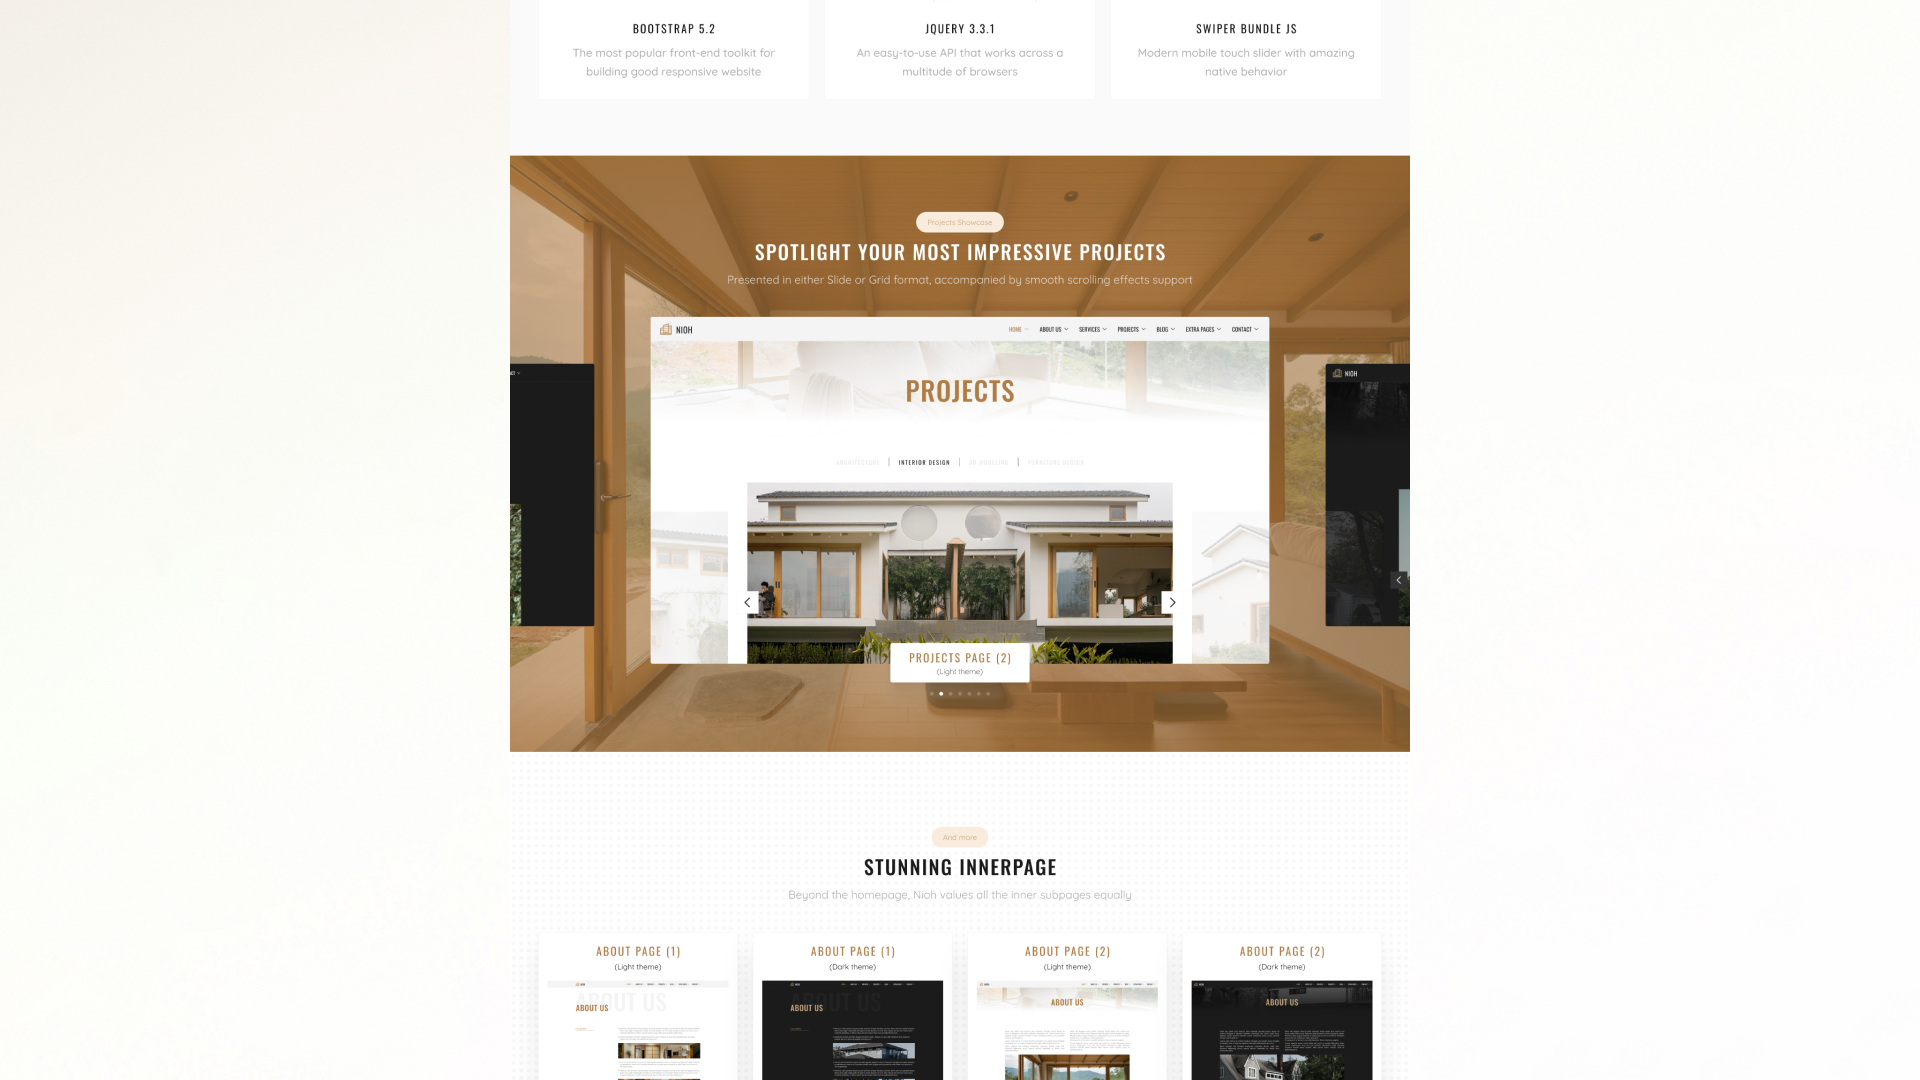 BOOTSTRAP 5.2
The most popular front-end toolkit for
building good responsive website
JQUERY 3.3.1
An easy-to-use API that works across a
multitude of browsers
SWIPER BUNDLE JS
Modern mobile touch slider with amazing
native behavior
Projects Showcase
SPOTLIGHT YOUR MOST IMPRESSIVE PROJECTS
Presented in either Slide or Grid format, accompanied by smooth scrolling effects support
NIOH
HOME ABOUT US SERVICES PROJECTS BLOG EXTRA PAGES CONTACT
NIOH
PROJECTS
ARCHITECTURE | INTERIOR DESIGN | 3D MODELING | FURNITURE DESIGN
PROJECTS PAGE (2)
(Light theme)
And more
STUNNING INNERPAGE
Beyond the homepage, Nioh values all the inner subpages equally
ABOUT PAGE (1)
(Light theme)
ABOUT US
ABOUT US
ABOUT PAGE (1)
(Dark theme)
ABOUT US
ABOUT US
ABOUT PAGE (2)
(Light theme)
ABOUT US
ABOUT PAGE (2)
(Dark theme)
ABOUT US